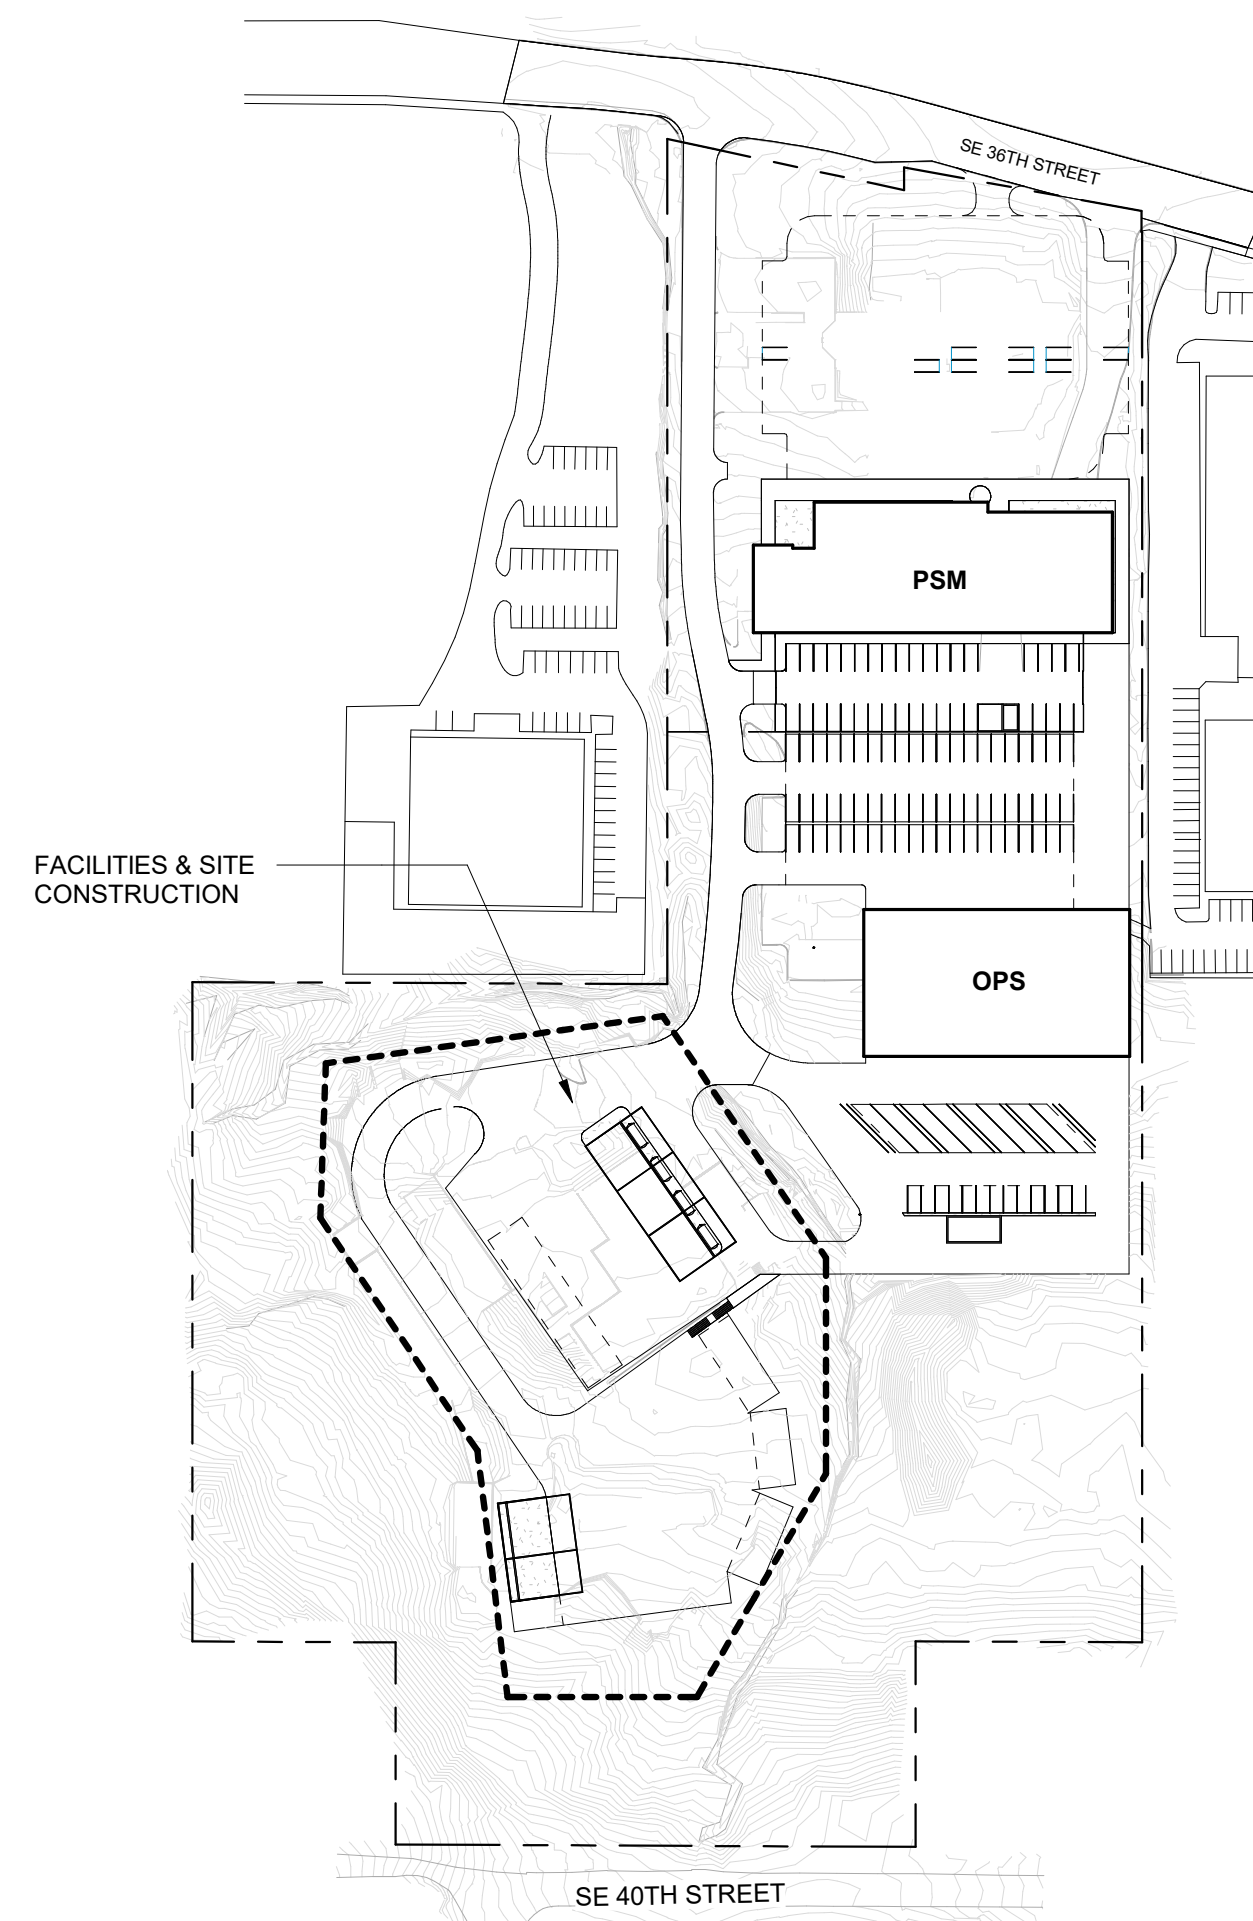 SE 36TH STREET
PSM
FACILITIES & SITE
CONSTRUCTION
OPS
SE 40TH STREET